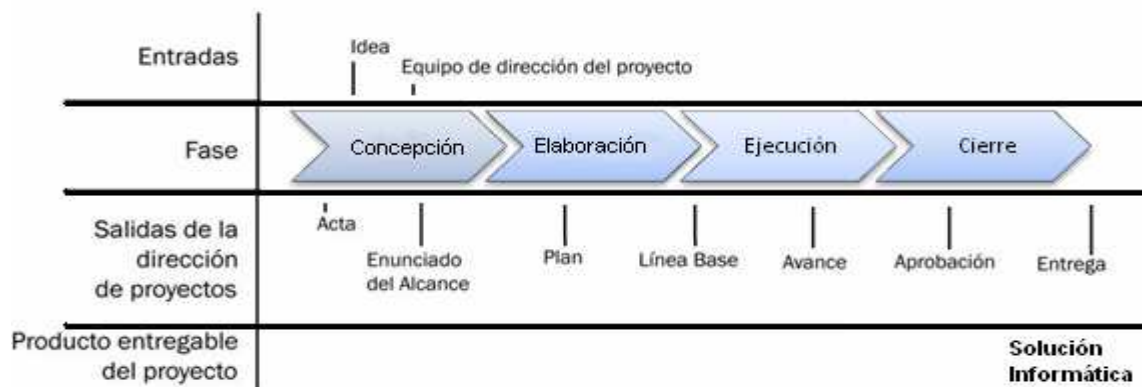 Entradas
Idea
Equipo de dirección del proyecto
Fase
Concepción
Elaboración
Ejecución
Cierre
Salidas de la
dirección
de proyectos
Acta
Enunciado
del Alcance
Plan
Línea Base
Avance
Aprobación
Entrega
Producto entregable
del proyecto
Solución
Informática